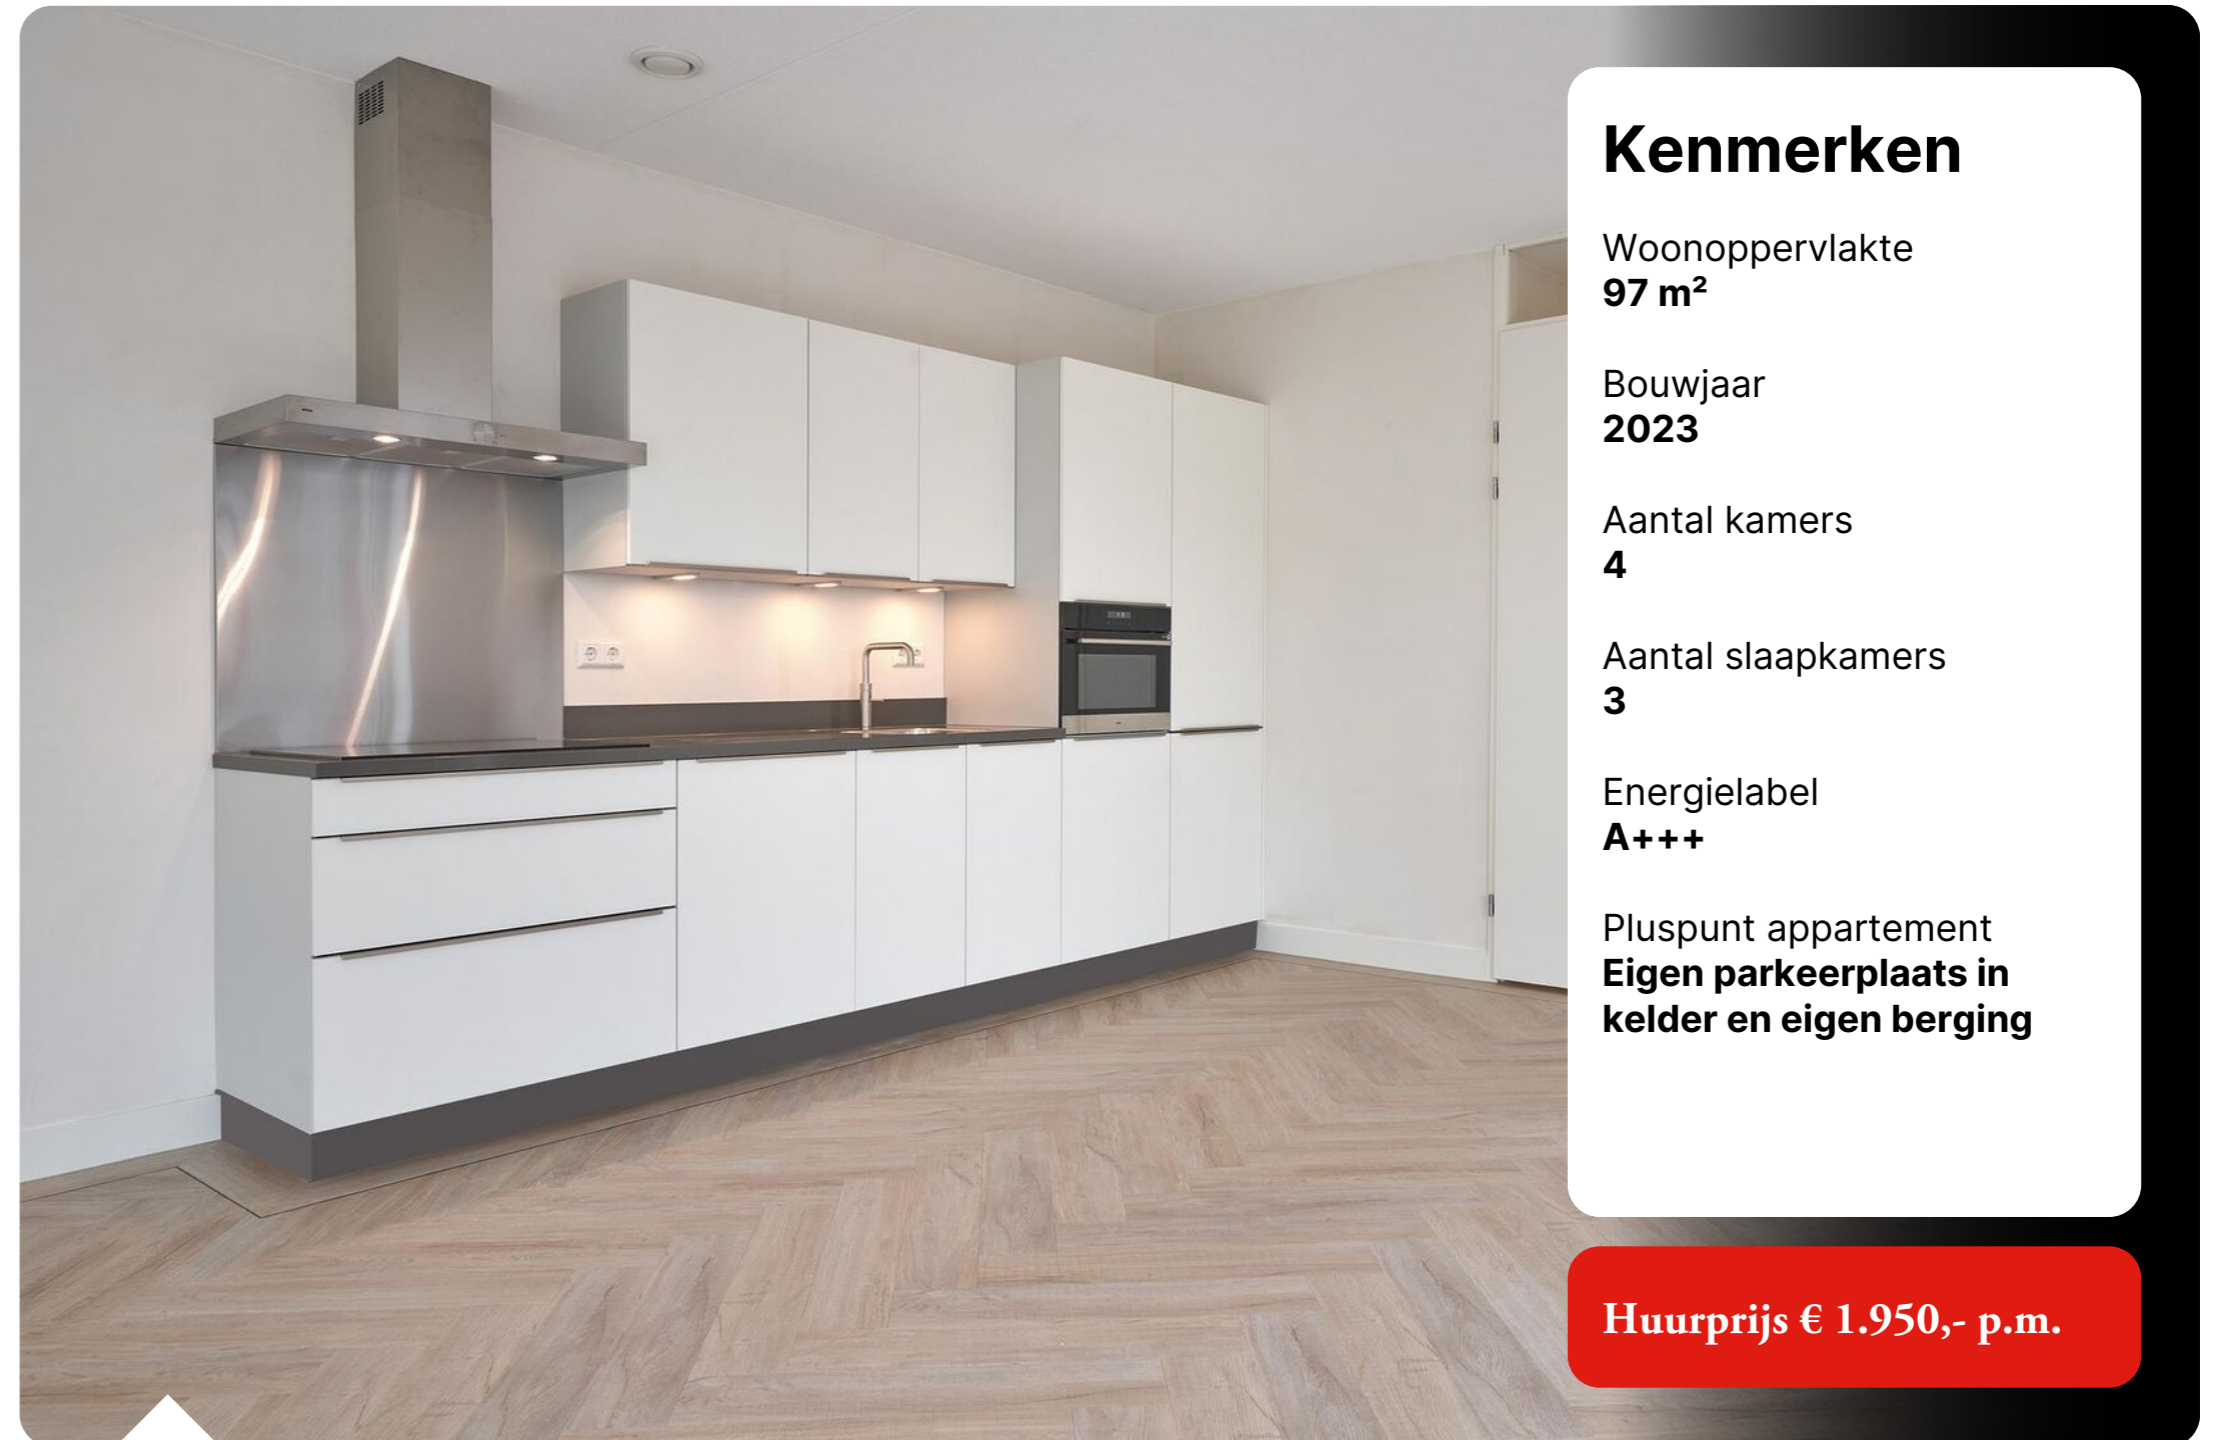 Kenmerken
Woonoppervlakte
97 m²
Bouwjaar
2023
Aantal kamers
4
Aantal slaapkamers
3
Energielabel
A+++
Pluspunt appartement
Eigen parkeerplaats in
kelder en eigen berging
Huurprijs € 1.950,- p.m.